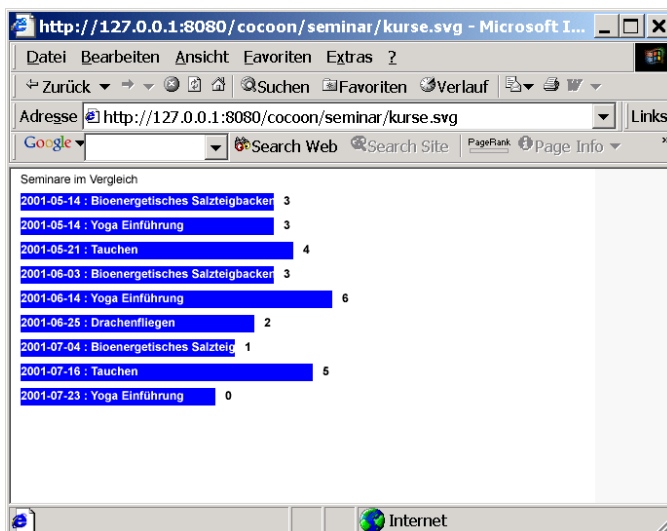 http://127.0.0.1:8080/cocoon/seminar/kurse.svg - Microsoft I...
Datei Bearbeiten Ansicht Favoriten Extras ?
Zurück Suchen Favoriten Verlauf
Adresse http://127.0.0.1:8080/cocoon/seminar/kurse.svg Links
Google Search Web Search Site PageRank Page Info »
Seminare im Vergleich
2001-05-14 : Bioenergetisches Salzteigbacken 3
2001-05-14 : Yoga Einführung 3
2001-05-21 : Tauchen 4
2001-06-03 : Bioenergetisches Salzteigbacken 3
2001-06-14 : Yoga Einführung 6
2001-06-25 : Drachenfliegen 2
2001-07-04 : Bioenergetisches Salzteig 1
2001-07-16 : Tauchen 5
2001-07-23 : Yoga Einführung 0
Internet